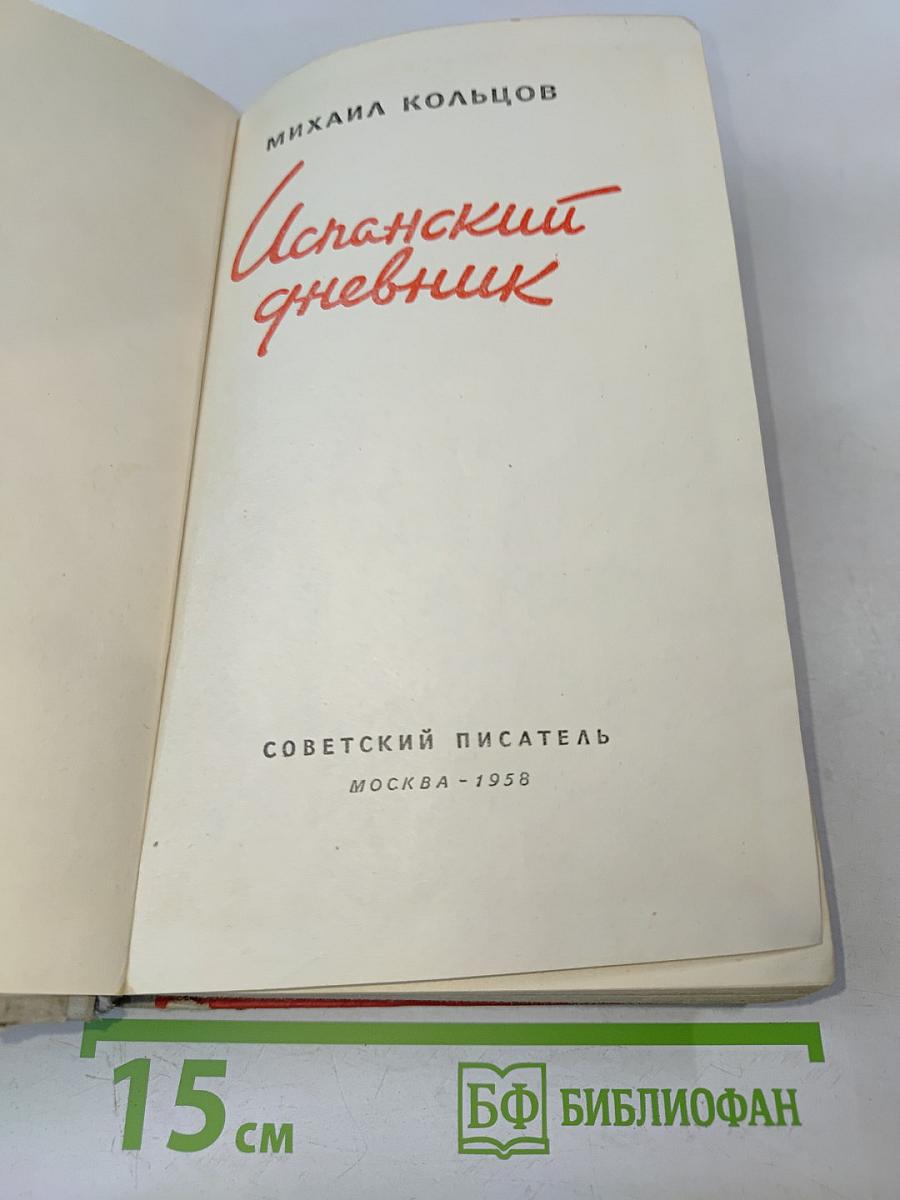 МИХАИЛ КОЛЬЦОВ
Испанский
дневник
СОВЕТСКИЙ ПИСАТЕЛЬ
МОСКВА - 1958
15 см
БФ БИБЛИОФАН